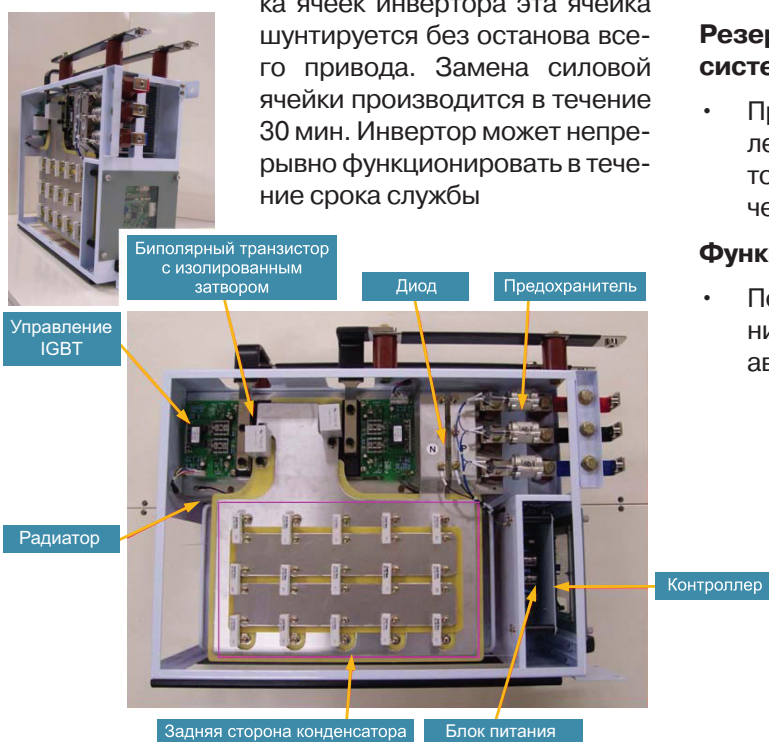 ка ячеек инвертора эта ячейка
шунтируется без останова все-
го привода. Замена силовой
ячейки производится в течение
30 мин. Инвертор может непре-
рывно функционировать в тече-
ние срока службы
Резер
систе
• Пр
ле
то
че
Функ
• По
ни
ав
Биполярный транзистор
с изолированным
затвором
Диод
Предохранитель
Управление
IGBT
N
Радиатор
Контроллер
Задняя сторона конденсатора
Блок питания